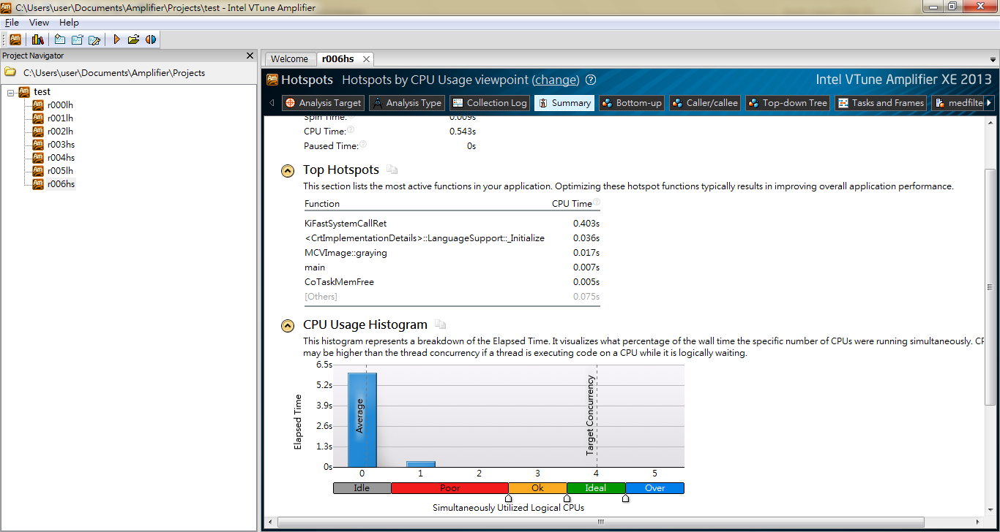 C:\Users\user\Documents\Amplifier\Projects\test - Intel VTune Amplifier
File View Help
Project Navigator
C:\Users\user\Documents\Amplifier\Projects
test
r000lh
r001lh
r002lh
r003hs
r004hs
r005lh
r006hs
Welcome r006hs
Hotspots Hotspots by CPU Usage viewpoint (change) ?
Intel VTune Amplifier XE 2013
Analysis Target Analysis Type Collection Log Summary Bottom-up Caller/callee Top-down Tree Tasks and Frames medfilte
Spin Time: 0.009s
CPU Time: 0.543s
Paused Time: 0s
Top Hotspots
This section lists the most active functions in your application. Optimizing these hotspot functions typically results in improving overall application performance.
Function CPU Time
KiFastSystemCallRet 0.403s
<CrtImplementationDetails>::LanguageSupport::_Initialize 0.036s
MCVImage::graying 0.017s
main 0.007s
CoTaskMemFree 0.005s
[Others] 0.075s
CPU Usage Histogram
This histogram represents a breakdown of the Elapsed Time. It visualizes what percentage of the wall time the specific number of CPUs were running simultaneously. CP
may be higher than the thread concurrency if a thread is executing code on a CPU while it is logically waiting.
6.5s
5.2s
3.9s
2.6s
1.3s
0s
Elapsed Time
Average
Target Concurrency
0 1 2 3 4 5
Idle Poor Ok Ideal Over
Simultaneously Utilized Logical CPUs